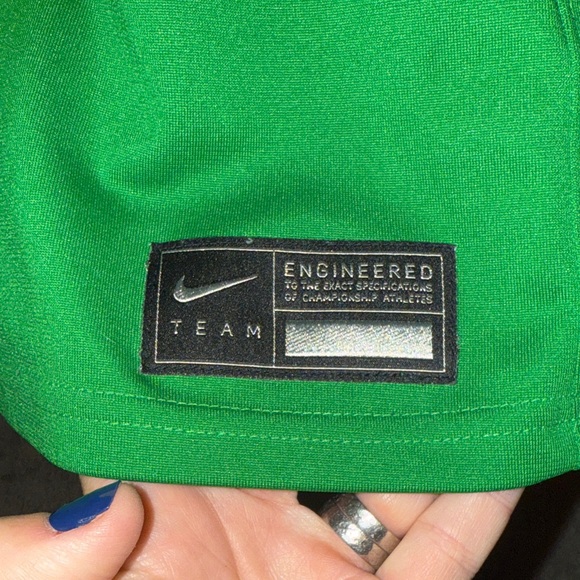 TEAM
ENGINEERED
TO THE EXACT SPECIFICATIONS
OF CHAMPIONSHIP ATHLETES